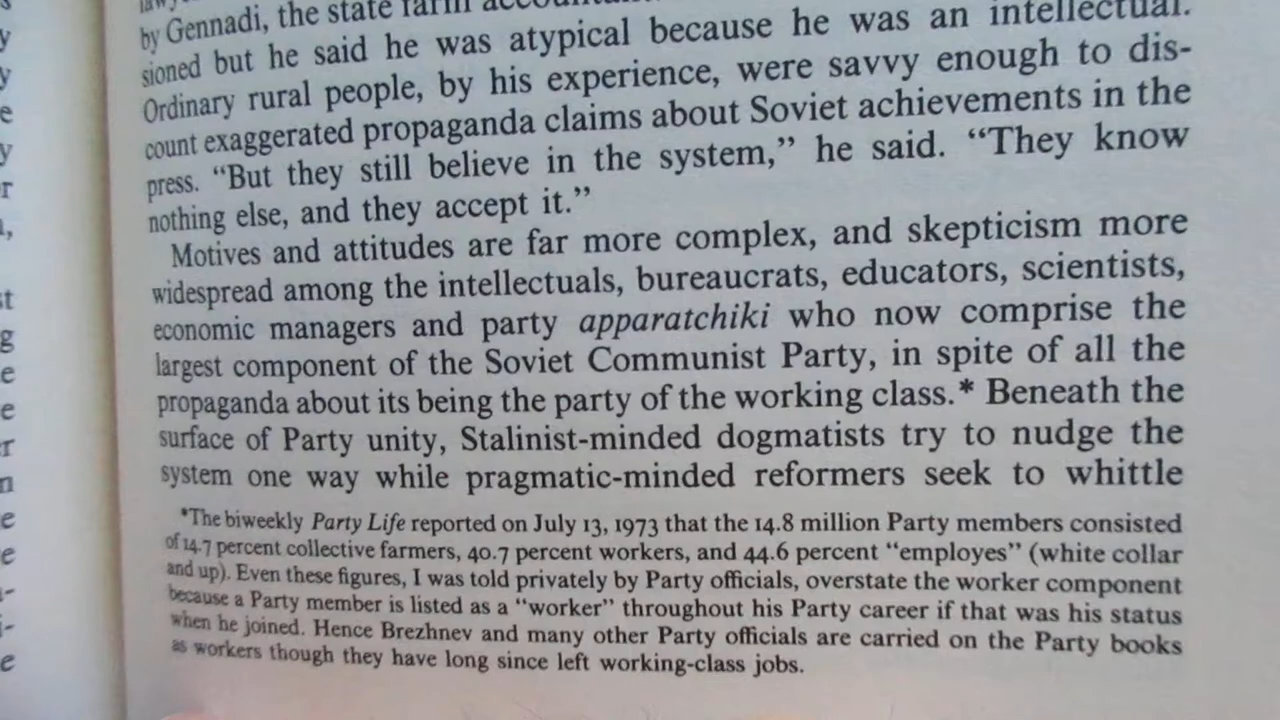 by Gennadi, the state farm
sioned but he said he was atypical because he was an intellectual.
Ordinary rural people, by his experience, were savvy enough to dis-
count exaggerated propaganda claims about Soviet achievements in the
press. “But they still believe in the system,” he said. “They know
nothing else, and they accept it.”
Motives and attitudes are far more complex, and skepticism more
widespread among the intellectuals, bureaucrats, educators, scientists,
economic managers and party apparatchiki who now comprise the
largest component of the Soviet Communist Party, in spite of all the
propaganda about its being the party of the working class.* Beneath the
surface of Party unity, Stalinist-minded dogmatists try to nudge the
system one way while pragmatic-minded reformers seek to whittle
*The biweekly Party Life reported on July 13, 1973 that the 14.8 million Party members consisted
of 14.7 percent collective farmers, 40.7 percent workers, and 44.6 percent “employes” (white collar
and up). Even these figures, I was told privately by Party officials, overstate the worker component
because a Party member is listed as a “worker” throughout his Party career if that was his status
when he joined. Hence Brezhnev and many other Party officials are carried on the Party books
as workers though they have long since left working-class jobs.